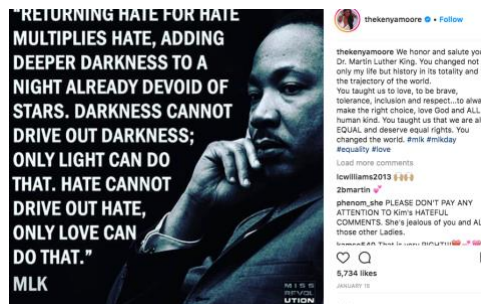 "RETURNING HATE FOR HATE
MULTIPLIES HATE, ADDING
DEEPER DARKNESS TO A
NIGHT ALREADY DEVOID OF
STARS. DARKNESS CANNOT
DRIVE OUT DARKNESS;
ONLY LIGHT CAN DO
THAT. HATE CANNOT
DRIVE OUT HATE,
ONLY LOVE CAN
DO THAT."
MLK
MISS
REVOL
UTION
thekenyamoore • Follow
thekenyamoore We honor and salute you
Dr. Martin Luther King. You changed not
only my life but history in its totality and
the trajectory of the world.
You taught us to love, to be brave,
tolerance, inclusion and respect...to alwa
make the right choice, love God and ALL
human kind. You taught us that we are al
EQUAL and deserve equal rights. You
changed the world. #mlk #mlkday
#equality #love
Load more comments
lcwilliams2013
2bmartin
phenom_she PLEASE DON'T PAY ANY
ATTENTION TO Kim's HATEFUL
COMMENTS. She's jealous of you and AL
those other Ladies.
That is very
5,734 likes
JANUARY 15